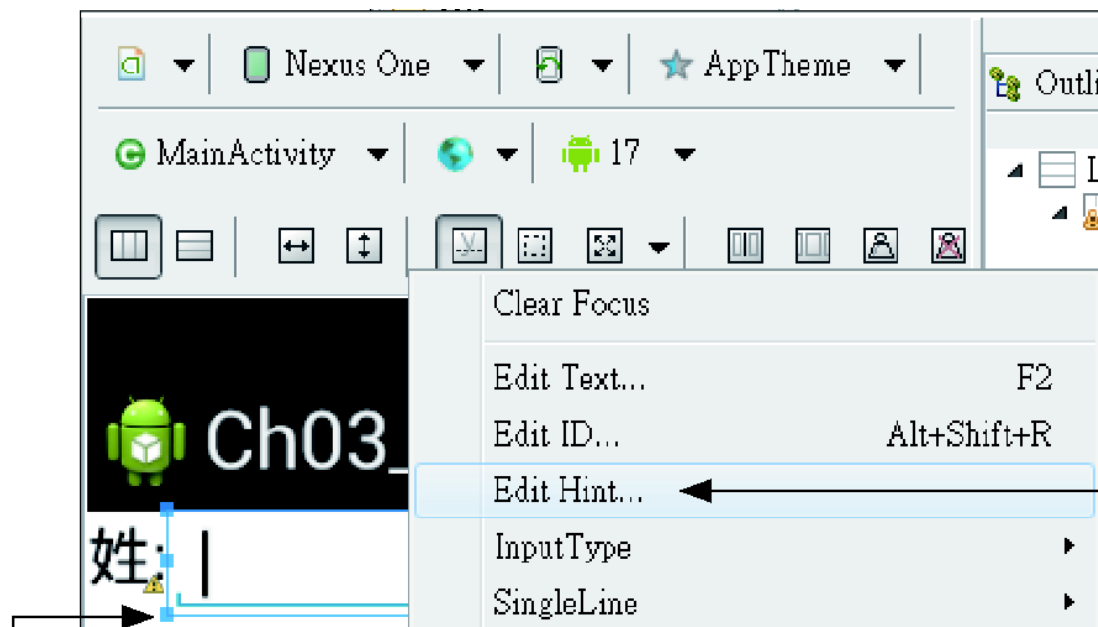 Nexus One
AppTheme
MainActivity
17
Clear Focus
Edit Text... F2
Edit ID... Alt+Shift+R
Edit Hint...
InputType
SingleLine
Ch03_
姓: